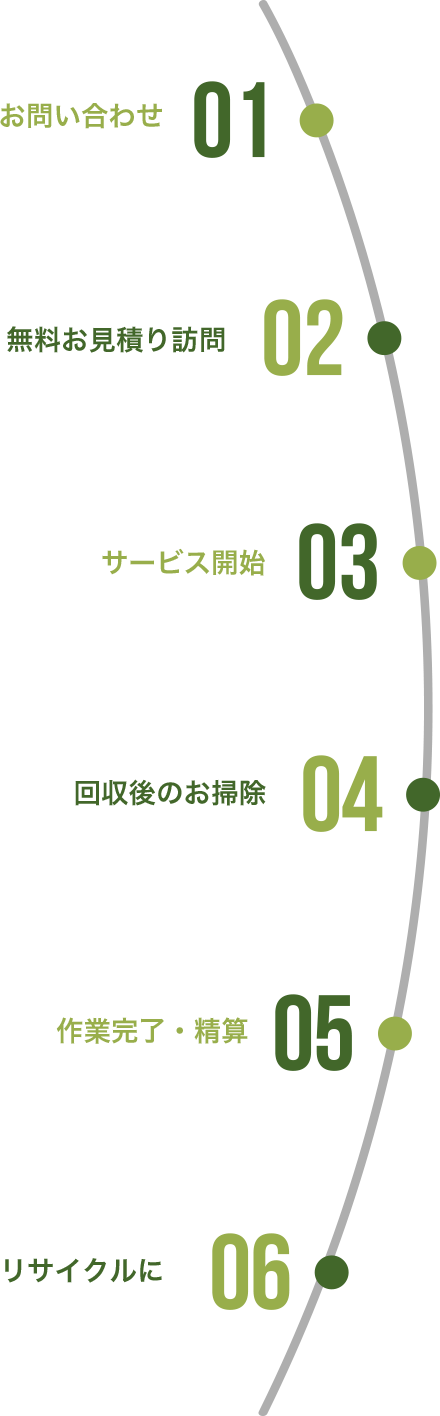 お問い合わせ 01
無料お見積り訪問 02
サービス開始 03
回収後のお掃除 04
作業完了・精算 05
リサイクルに 06